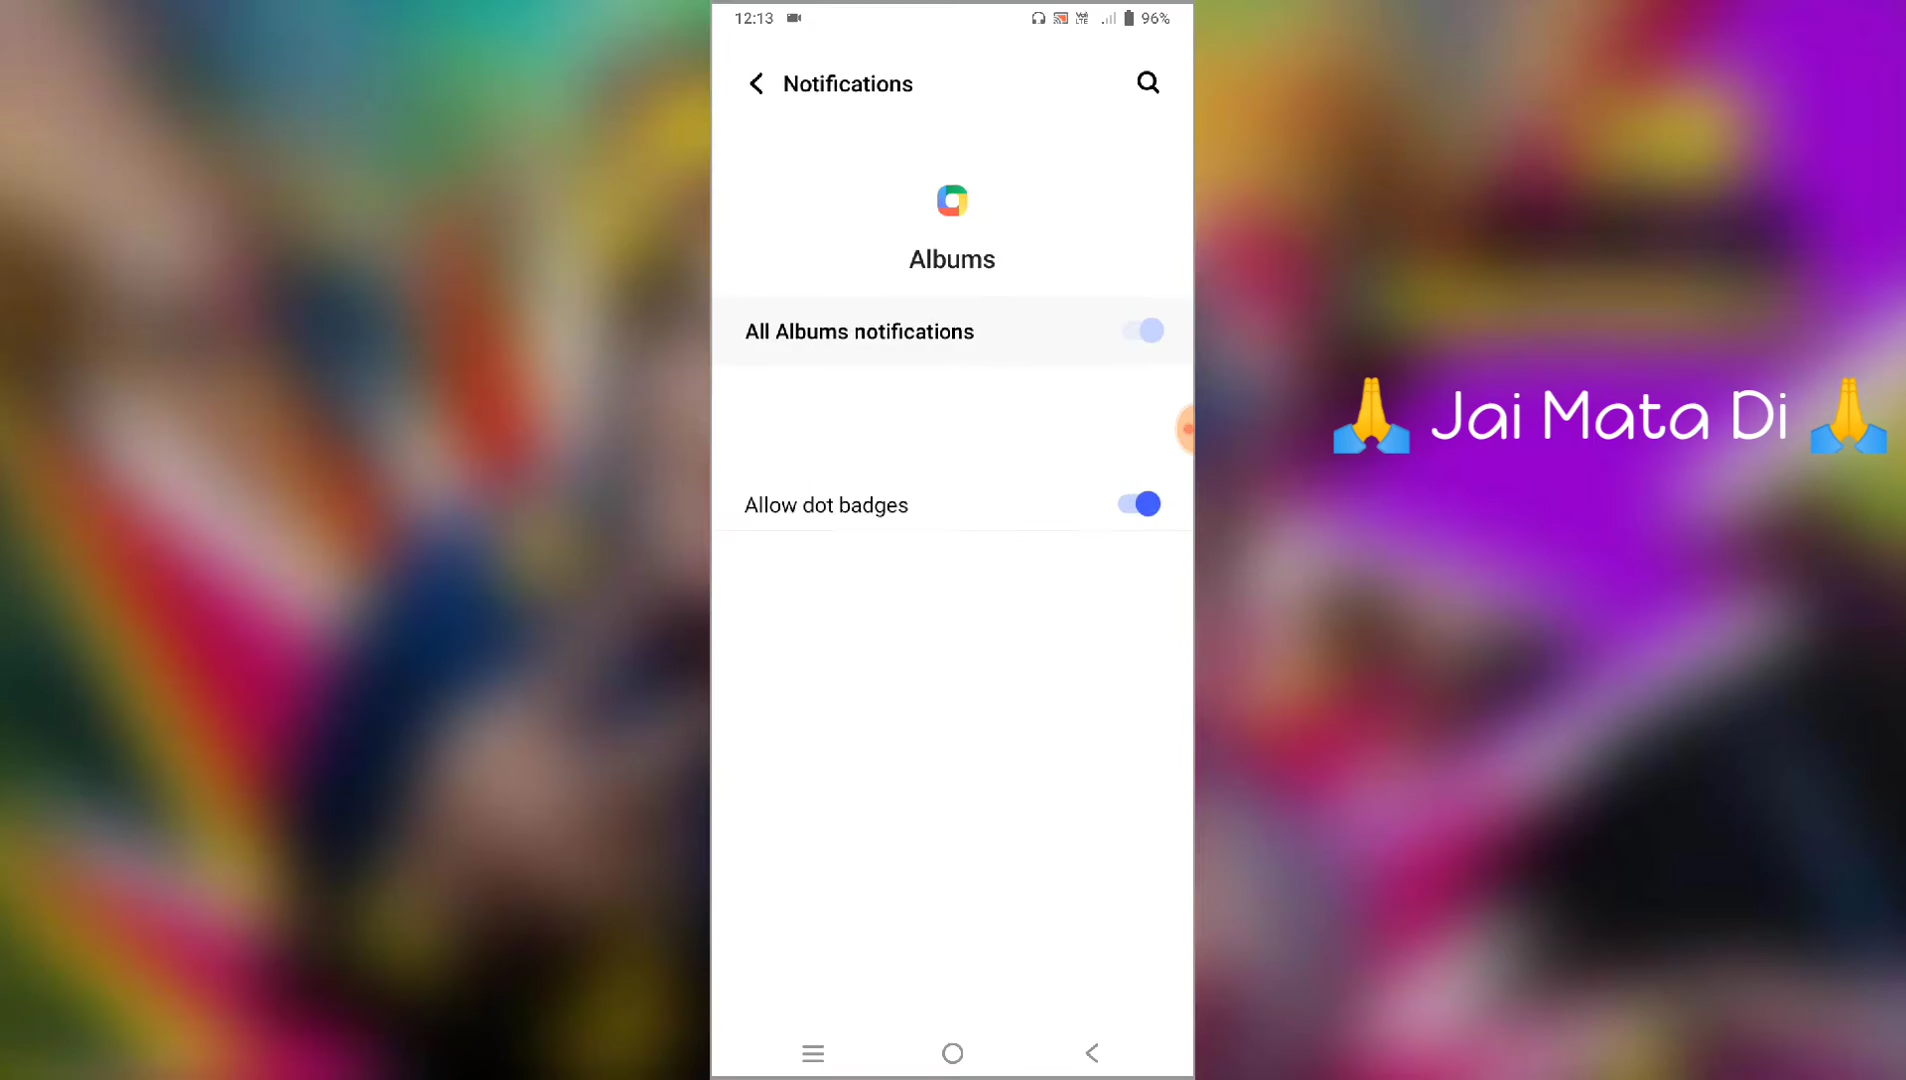 12:13 96%
Notifications
Albums
All Albums notifications
Allow dot badges
🙏 Jai Mata Di 🙏